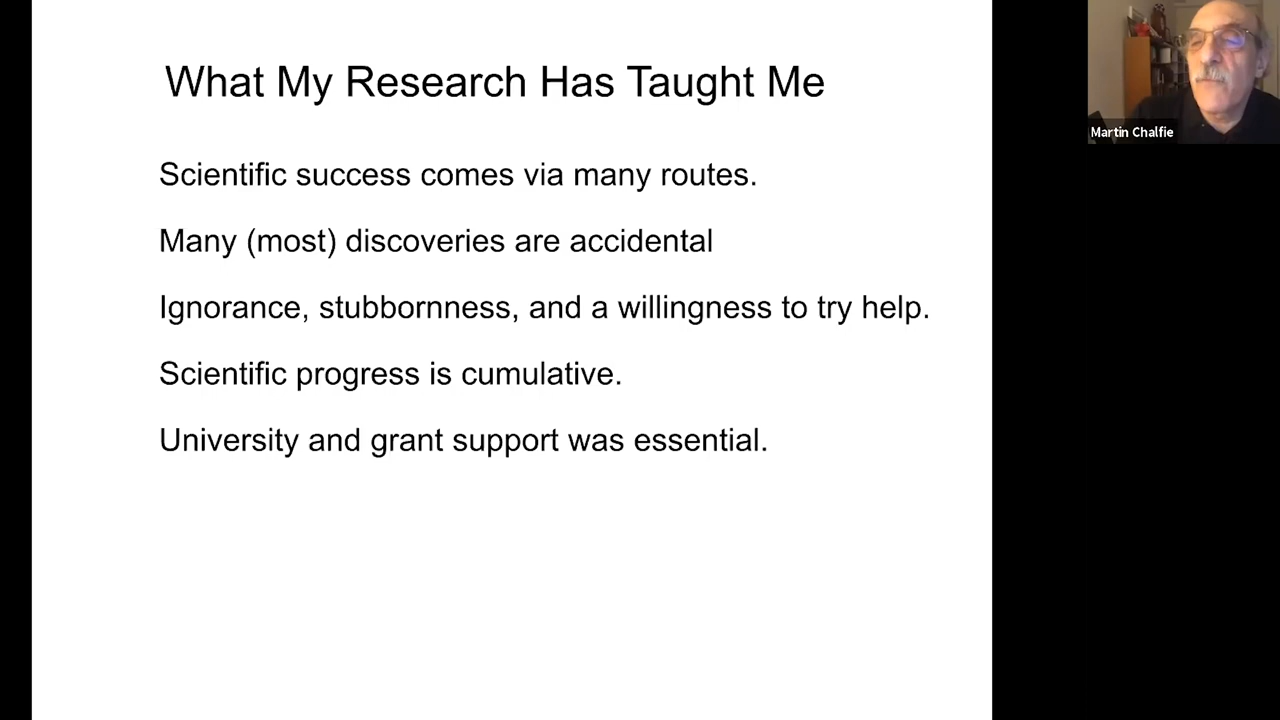 What My Research Has Taught Me
Scientific success comes via many routes.
Many (most) discoveries are accidental
Ignorance, stubbornness, and a willingness to try help.
Scientific progress is cumulative.
University and grant support was essential.
Martin Chalfie